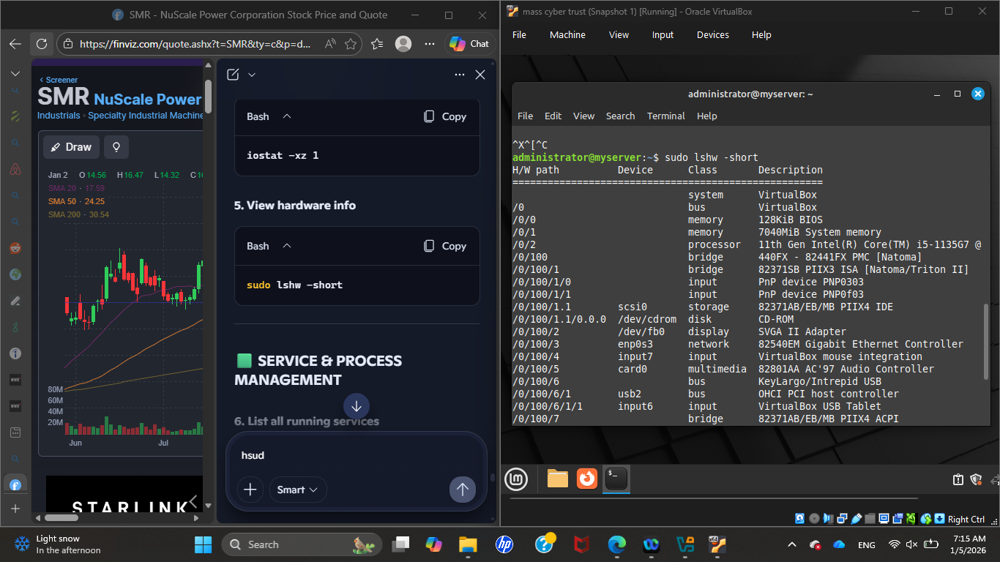 SMR - NuScale Power Corporation Stock Price and Quote
https://finviz.com/quote.ashx?t=SMR&ty=c&p=d...
Chat
‹ Screener
SMR NuScale Power
Industrials • Specialty Industrial Machine
Draw
Jan 2 O 14.56 H 16.47 L 14.32
SMA 20 · 17.59
SMA 50 · 24.25
SMA 200 · 30.54
80M
60M
40M
20M
Jun Jul
STARLINK
Bash
Copy
iostat -xz 1
5. View hardware info
Bash
Copy
sudo lshw -short
SERVICE & PROCESS
MANAGEMENT
6. List all running services
hsud
Smart
mass cyber trust (Snapshot 1) [Running] - Oracle VirtualBox
File Machine View Input Devices Help
administrator@myserver: ~
File Edit View Search Terminal Help
^X^[^C
administrator@myserver:~$ sudo lshw -short
H/W path Device Class Description
====================================================
system VirtualBox
/0 bus VirtualBox
/0/0 memory 128KiB BIOS
/0/1 memory 7040MiB System memory
/0/2 processor 11th Gen Intel(R) Core(TM) i5-1135G7 @
/0/100 bridge 440FX - 82441FX PMC [Natoma]
/0/100/1 bridge 82371SB PIIX3 ISA [Natoma/Triton II]
/0/100/1/0 input PnP device PNP0303
/0/100/1/1 input PnP device PNP0f03
/0/100/1.1 scsi0 storage 82371AB/EB/MB PIIX4 IDE
/0/100/1.1/0.0.0 /dev/cdrom disk CD-ROM
/0/100/2 /dev/fb0 display SVGA II Adapter
/0/100/3 enp0s3 network 82540EM Gigabit Ethernet Controller
/0/100/4 input7 input VirtualBox mouse integration
/0/100/5 card0 multimedia 82801AA AC'97 Audio Controller
/0/100/6 bus KeyLargo/Intrepid USB
/0/100/6/1 usb2 bus OHCI PCI host controller
/0/100/6/1/1 input6 input VirtualBox USB Tablet
/0/100/7 bridge 82371AB/EB/MB PIIX4 ACPI
Right Ctrl
Light snow
In the afternoon
Search
ENG
7:15 AM
1/5/2026